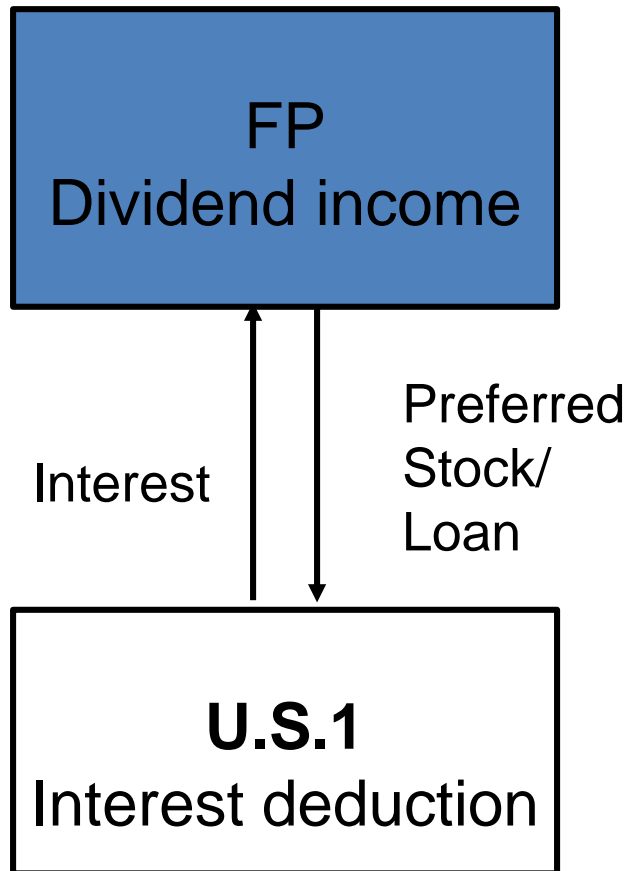 FP
Dividend income
Interest
Preferred
Stock/
Loan
U.S.1
Interest deduction